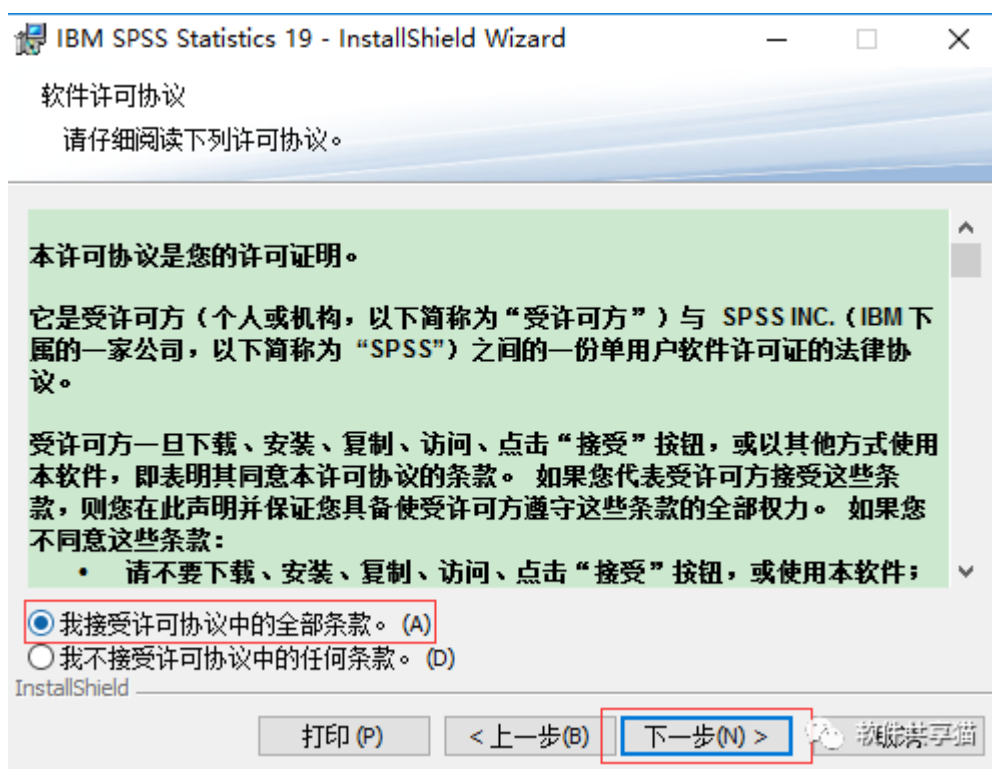 IBM SPSS Statistics 19 - InstallShield Wizard
软件许可协议
请仔细阅读下列许可协议。
本许可协议是您的许可证明。
它是受许可方（个人或机构，以下简称为“受许可方”）与 SPSS INC.（IBM 下
属的一家公司，以下简称为 “SPSS”）之间的一份单用户软件许可证的法律协
议。
受许可方一旦下载、安装、复制、访问、点击“接受”按钮，或以其他方式使用
本软件，即表明其同意本许可协议的条款。 如果您代表受许可方接受这些条
款，则您在此声明并保证您具备使受许可方遵守这些条款的全部权力。 如果您
不同意这些条款：
• 请不要下载、安装、复制、访问、点击“接受”按钮，或使用本软件；
我接受许可协议中的全部条款。 (A)
我不接受许可协议中的任何条款。 (D)
InstallShield
打印 (P)
< 上一步(B)
下一步(N) >
软件共享猫